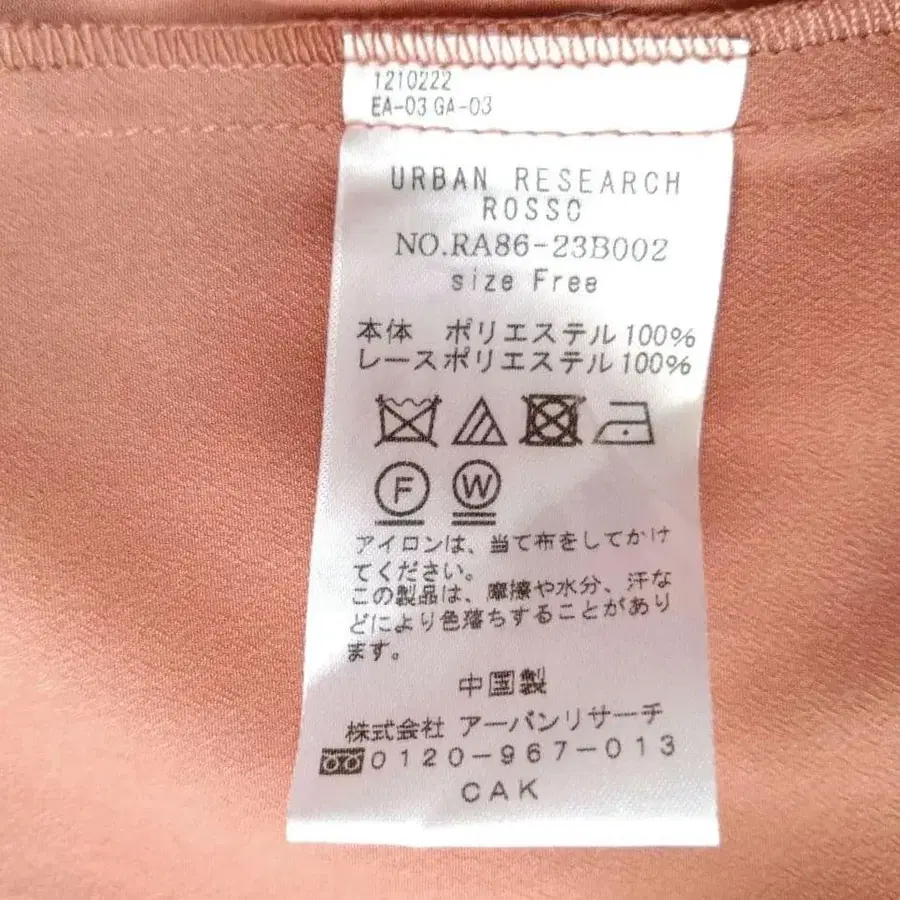 1210222
EA-03 GA-03
URBAN RESEARCH
ROSSO
NO.RA86-23B002
size Free
本体 ポリエステル100%
レースポリエステル100%
F W
アイロンは、当て布をしてかけ
てください。
この製品は、摩擦や水分、汗な
どにより色落ちすることがあり
ます。
中国製
株式会社 アーバンリサーチ
0120-967-013
CAK